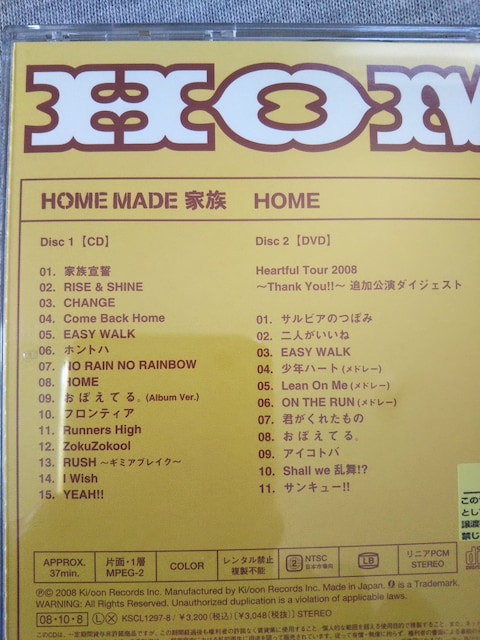 HOM
HOME MADE 家族 HOME
Disc 1【CD】
01. 家族宣誓
02. RISE & SHINE
03. CHANGE
04. Come Back Home
05. EASY WALK
06. ホントハ
07. NO RAIN NO RAINBOW
08. HOME
09. おぼえてる。(Album Ver.)
10. フロンティア
11. Runners High
12. ZokuZokool
13. RUSH 〜ギミアブレイク〜
14. I Wish
15. YEAH!!
Disc 2【DVD】
Heartful Tour 2008
〜Thank You!!〜 追加公演ダイジェスト
01. サルビアのつぼみ
02. 二人がいいね
03. EASY WALK
04. 少年ハート(メドレー)
05. Lean On Me(メドレー)
06. ON THE RUN(メドレー)
07. 君がくれたもの
08. おぼえてる。
09. アイコトバ
10. Shall we 乱舞!?
11. サンキュー!!
このサ
として
譲渡
禁じ
APPROX.
37min.
片面・1層
MPEG-2
COLOR
レンタル禁止
複製不能
2 NTSC
日本市場向
LB
リニアPCM
STEREO
Ⓟ©2008 Ki/oon Records Inc. Manufactured by Ki/oon Records Inc. Made in Japan. is a Trademark.
WARNING: All Rights Reserved. Unauthorized duplication is a violation of applicable laws.
08・10・8 Ⓛ Ⓧ KSCL1297-8/￥3,200(税込)(￥3,048(税抜)) STEREO